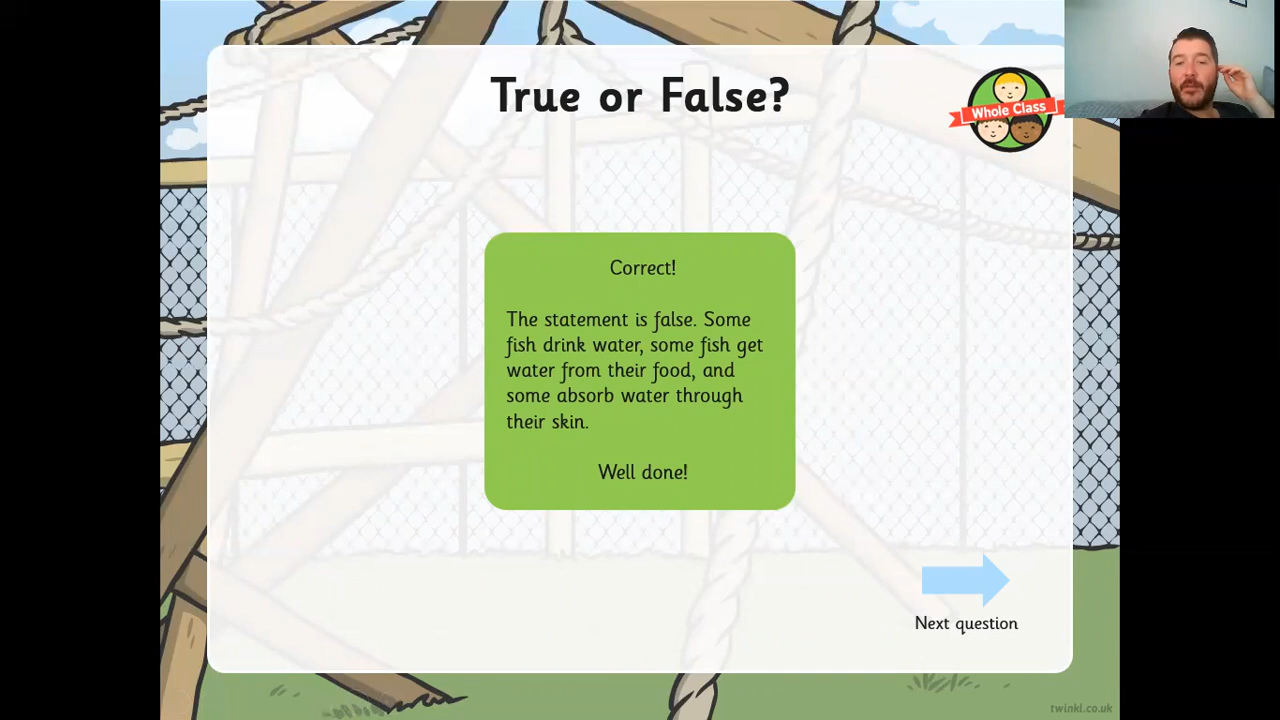 True or False?
Whole Class
Correct!
The statement is false. Some
fish drink water, some fish get
water from their food, and
some absorb water through
their skin.
Well done!
Next question
twinkl.co.uk